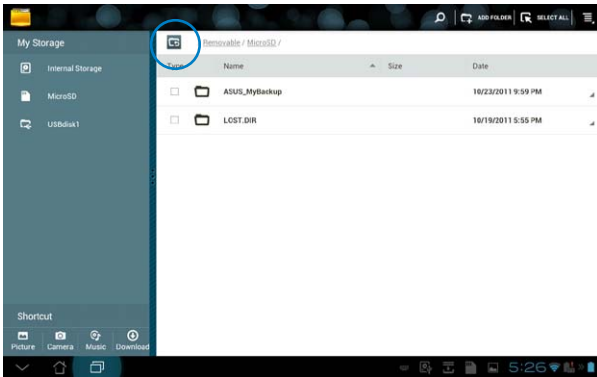 ADD FOLDER SELECT ALL
My Storage
Removable / MicroSD /
Internal Storage
MicroSD
USBdisk1
Type Name Size Date
ASUS_MyBackup 10/23/2011 9:59 PM
LOST.DIR 10/19/2011 5:55 PM
Shortcut
Picture Camera Music Download
5:26